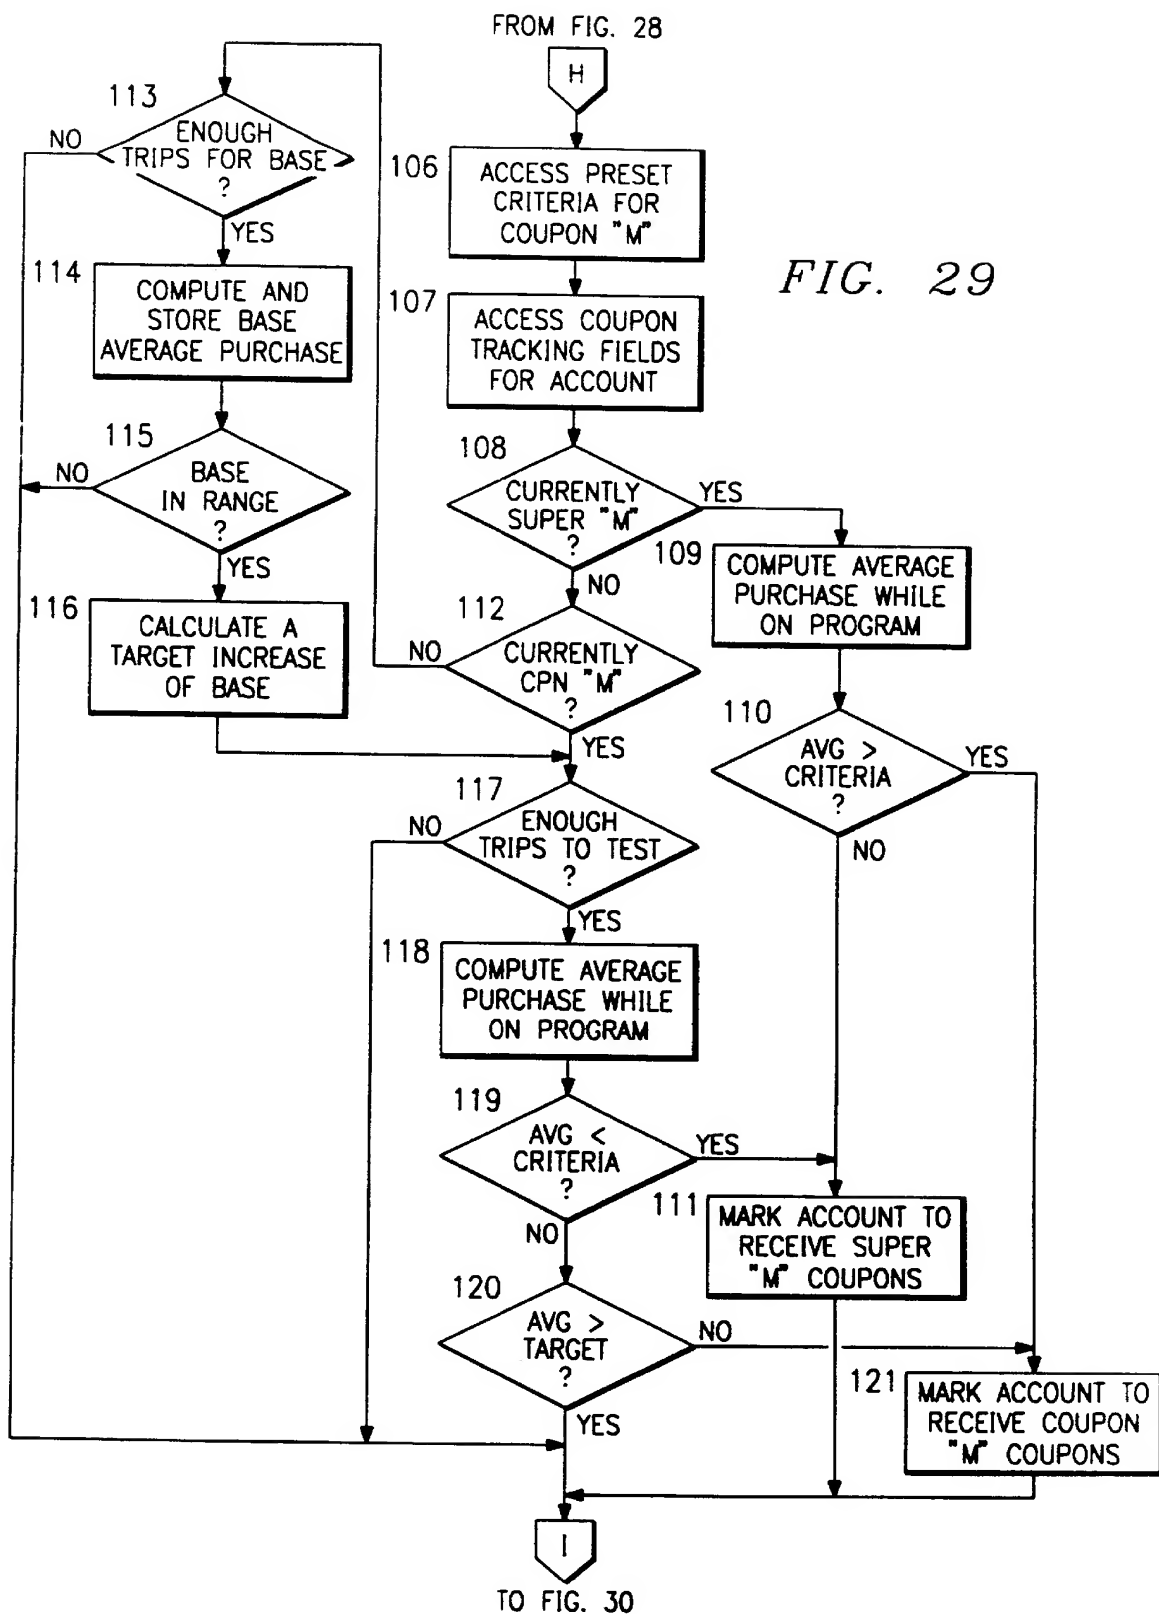 FROM FIG. 28
H
113
NO
ENOUGH
TRIPS FOR BASE
?
YES
106
ACCESS PRESET
CRITERIA FOR
COUPON "M"
FIG. 29
114
COMPUTE AND
STORE BASE
AVERAGE PURCHASE
107
ACCESS COUPON
TRACKING FIELDS
FOR ACCOUNT
115
NO
BASE
IN RANGE
?
YES
108
CURRENTLY
SUPER "M"
?
YES
NO
109
COMPUTE AVERAGE
PURCHASE WHILE
ON PROGRAM
116
CALCULATE A
TARGET INCREASE
OF BASE
112
NO
CURRENTLY
CPN "M"
?
YES
110
AVG >
CRITERIA
?
YES
NO
117
NO
ENOUGH
TRIPS TO TEST
?
YES
118
COMPUTE AVERAGE
PURCHASE WHILE
ON PROGRAM
119
AVG <
CRITERIA
?
YES
NO
111
MARK ACCOUNT TO
RECEIVE SUPER
"M" COUPONS
120
AVG >
TARGET
?
NO
YES
121
MARK ACCOUNT TO
RECEIVE COUPON
"M" COUPONS
I
TO FIG. 30